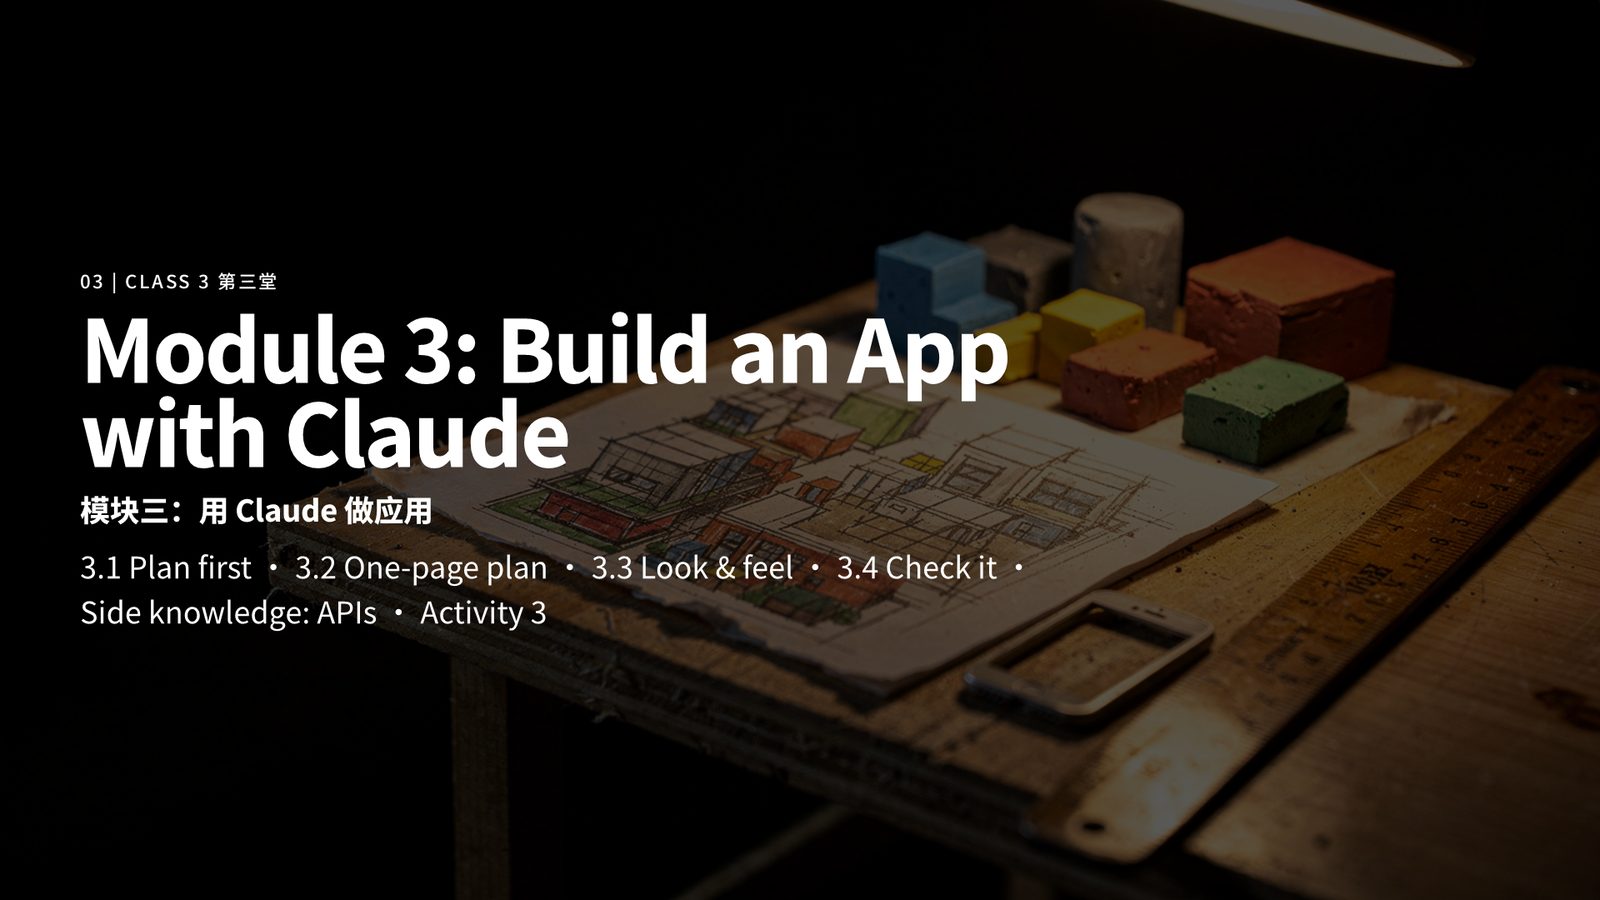 03 | CLASS 3 第三堂
Module 3: Build an App
with Claude
模块三：用 Claude 做应用
3.1 Plan first • 3.2 One-page plan • 3.3 Look & feel • 3.4 Check it •
Side knowledge: APIs • Activity 3